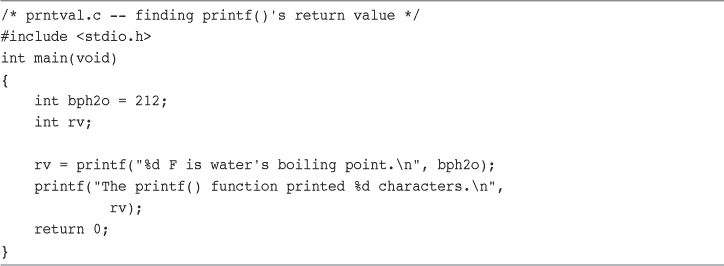 /* prntval.c -- finding printf()'s return value */
#include <stdio.h>
int main(void)
{
    int bph2o = 212;
    int rv;

    rv = printf("%d F is water's boiling point.\n", bph2o);
    printf("The printf() function printed %d characters.\n",
             rv);
    return 0;
}